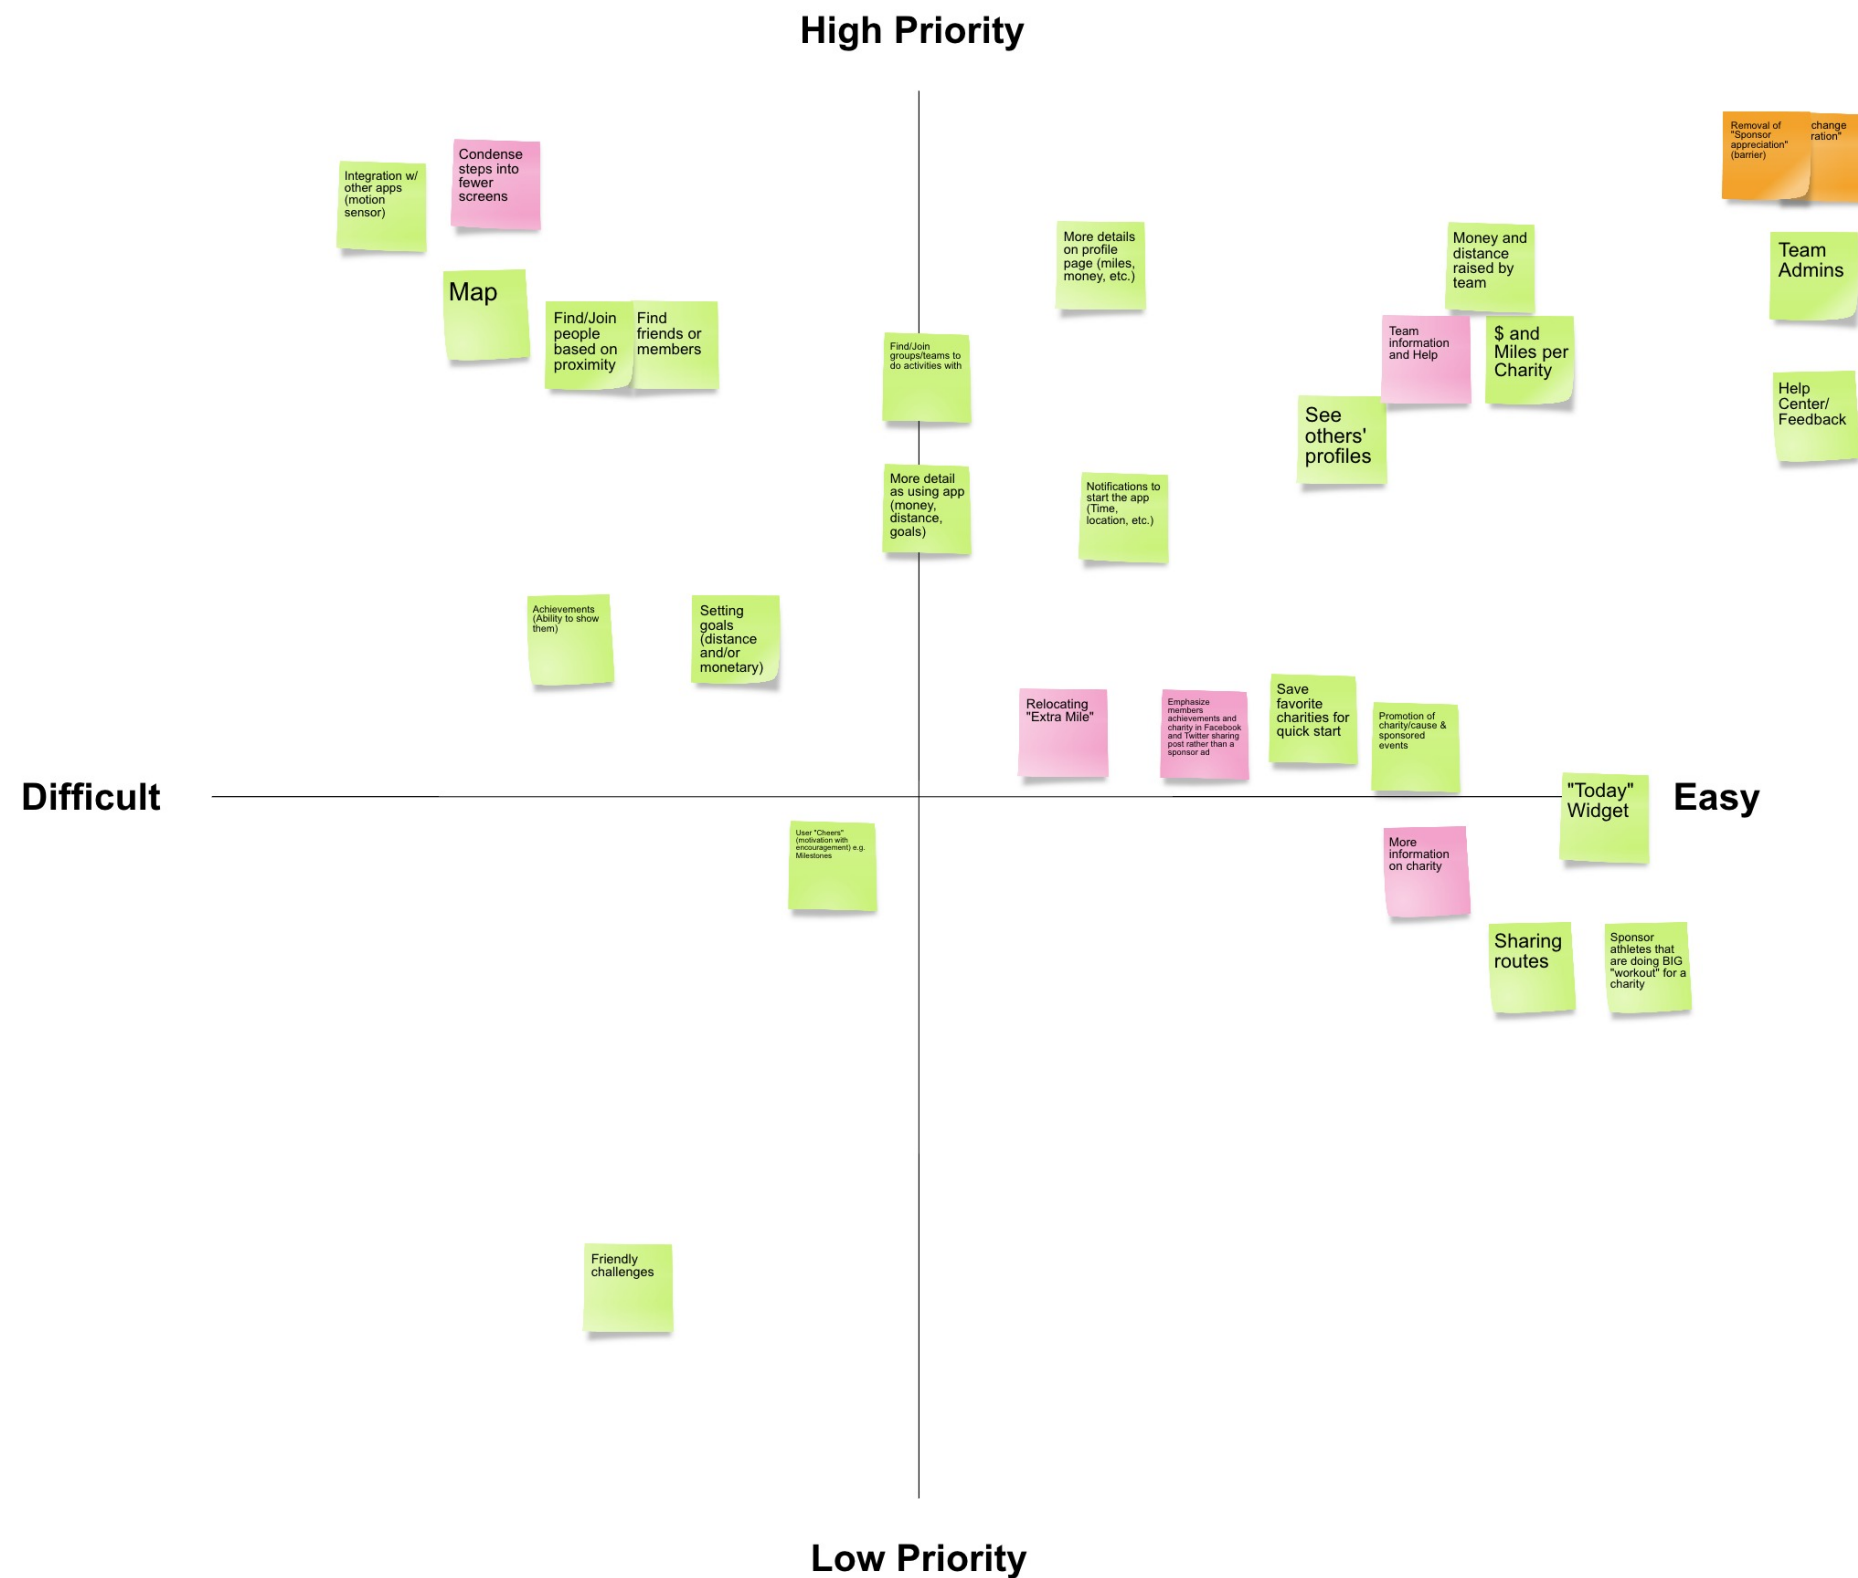 High Priority
Removal of
"Sponsor
appreciation"
(barrier)
change
ration"
Condense
steps into
fewer
screens
Integration w/
other apps
(motion
sensor)
More details
on profile
page (miles,
money, etc.)
Money and
distance
raised by
team
Team
Admins
Map
Find/Join
people
based on
proximity
Find
friends or
members
Find/Join
groups/teams to
do activities with
Team
information
and Help
$ and
Miles per
Charity
Help
Center/
Feedback
See
others'
profiles
More detail
as using app
(money,
distance,
goals)
Notifications to
start the app
(Time,
location, etc.)
Achievements
(Ability to show
them)
Setting
goals
(distance
and/or
monetary)
Relocating
"Extra Mile"
Emphasize
members
achievements and
charity in Facebook
and Twitter sharing
post rather than a
sponsor ad
Save
favorite
charities for
quick start
Promotion of
charity/cause &
sponsored
events
Difficult
"Today"
Widget
Easy
User "Cheers"
(motivation with
encouragement) e.g.
Milestones
More
information
on charity
Sharing
routes
Sponsor
athletes that
are doing BIG
"workout" for a
charity
Friendly
challenges
Low Priority